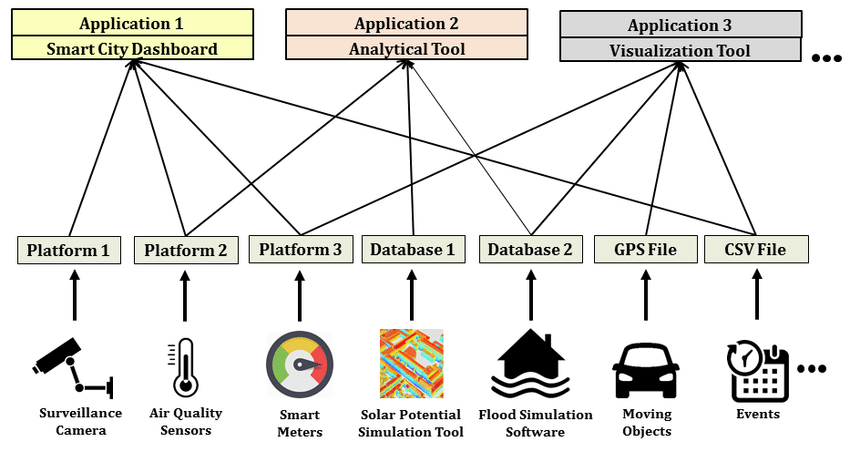 Application 1
Smart City Dashboard
Application 2
Analytical Tool
Application 3
Visualization Tool
...
Platform 1
Platform 2
Platform 3
Database 1
Database 2
GPS File
CSV File
Surveillance
Camera
Air Quality
Sensors
Smart
Meters
Solar Potential
Simulation Tool
Flood Simulation
Software
Moving
Objects
Events
...